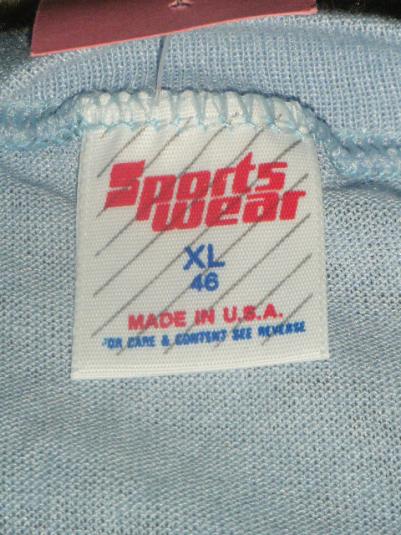 Sports
wear
XL
46
MADE IN U.S.A.
FOR CARE & CONTENT SEE REVERSE